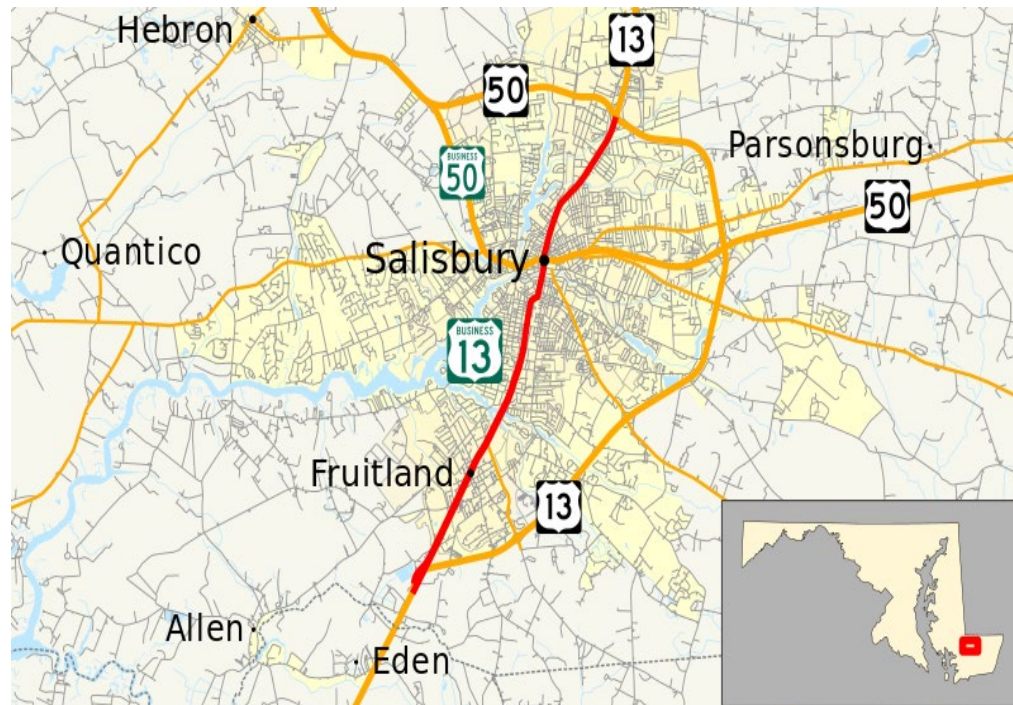 Hebron
13
50
BUSINESS
50
Parsonsburg
50
Quantico
Salisbury
BUSINESS
13
Fruitland
13
Allen
Eden